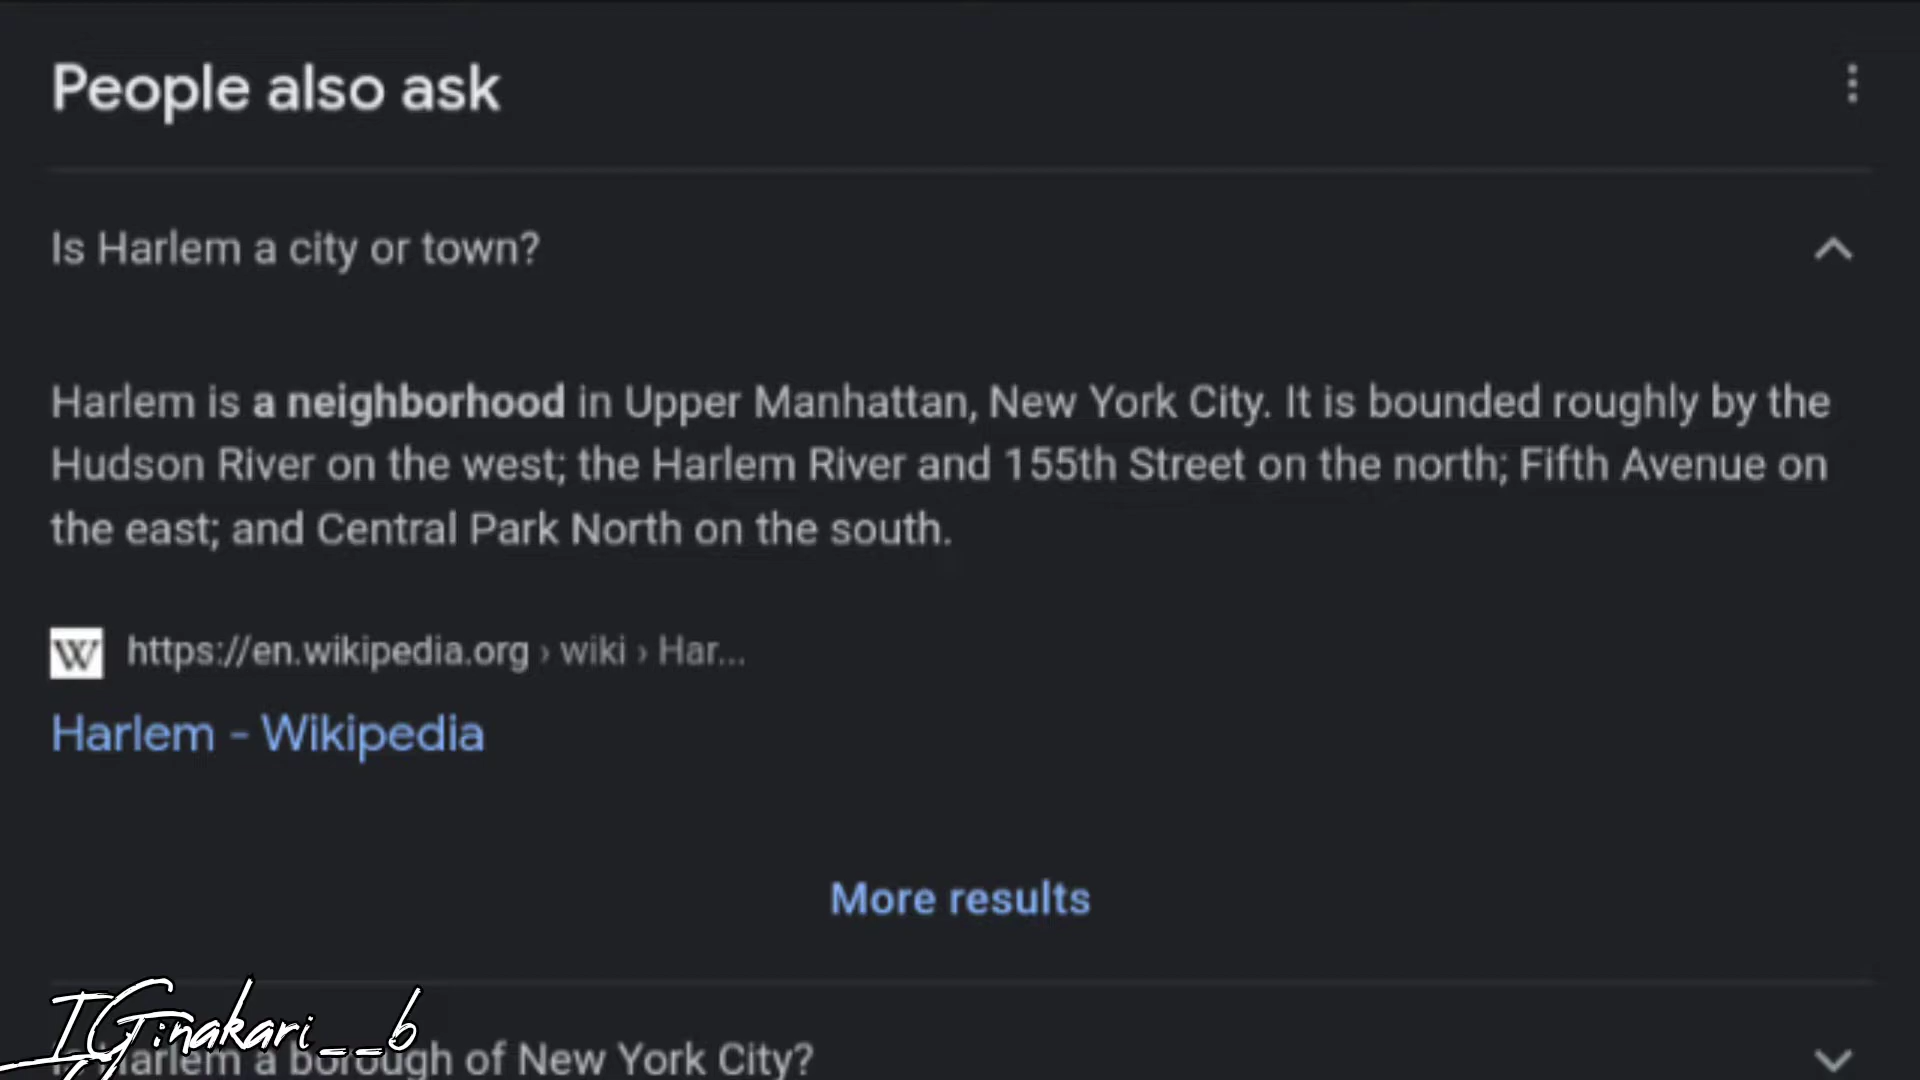 People also ask
Is Harlem a city or town?
Harlem is a neighborhood in Upper Manhattan, New York City. It is bounded roughly by the
Hudson River on the west; the Harlem River and 155th Street on the north; Fifth Avenue on
the east; and Central Park North on the south.
W https://en.wikipedia.org › wiki › Har...
Harlem - Wikipedia
More results
IG:nakari__b
Is Harlem a borough of New York City?